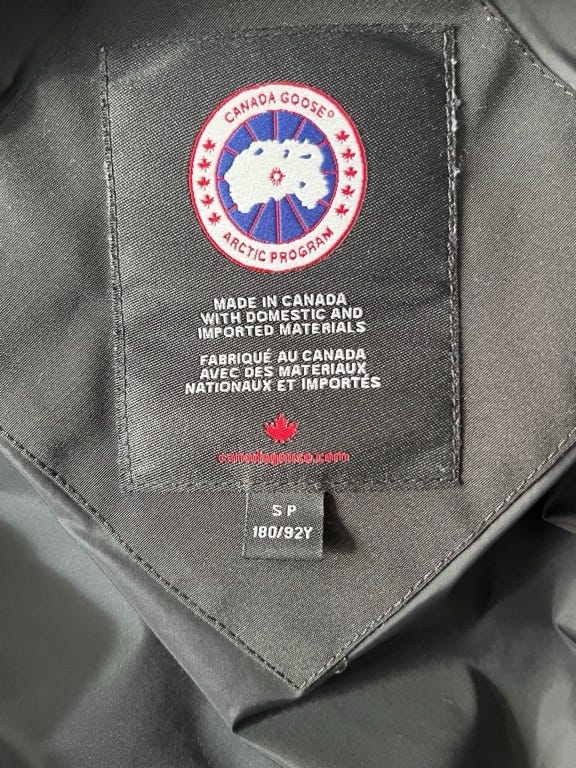 CANADA GOOSE®
ARCTIC PROGRAM
MADE IN CANADA
WITH DOMESTIC AND
IMPORTED MATERIALS
FABRIQUÉ AU CANADA
AVEC DES MATERIAUX
NATIONAUX ET IMPORTÉS
canadagoose.com
S P
180/92Y